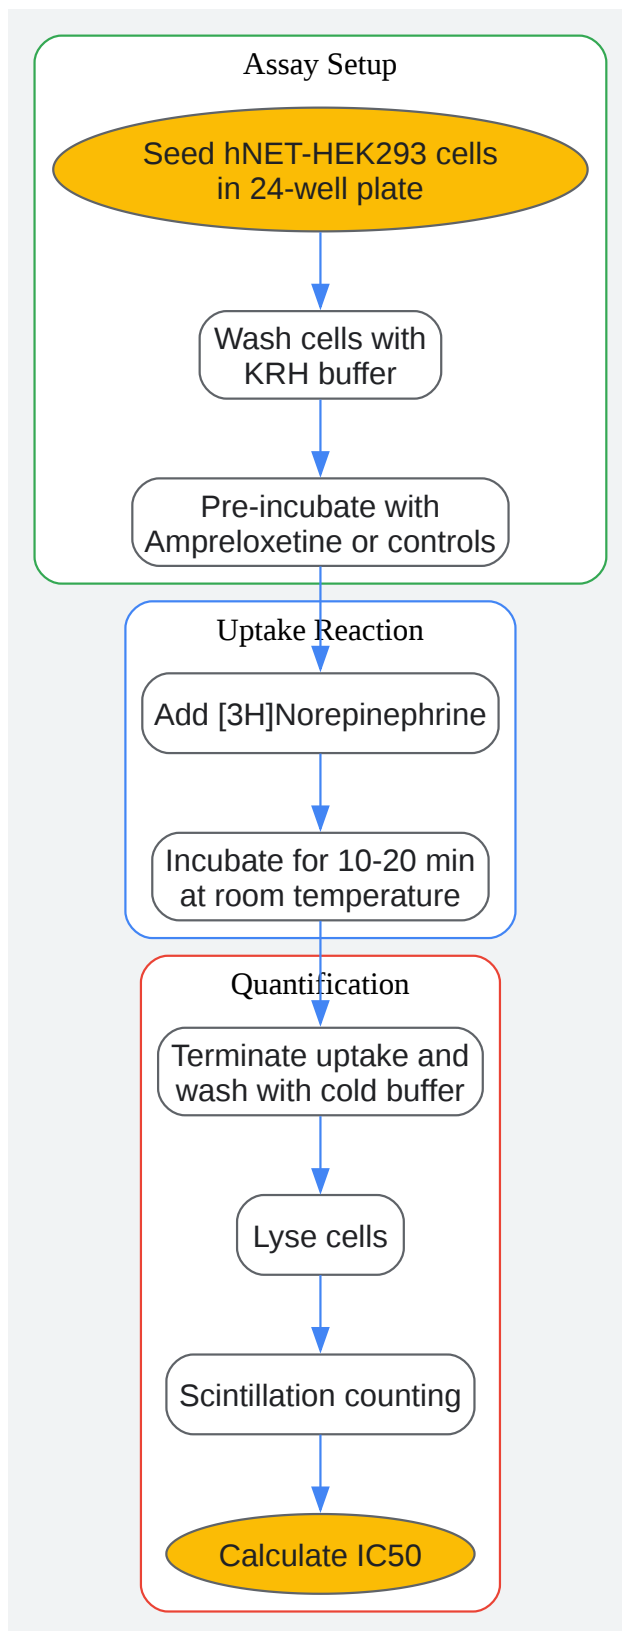 Assay Setup
Seed hNET-HEK293 cells
in 24-well plate
Wash cells with
KRH buffer
Pre-incubate with
Ampreloxetine or controls
Uptake Reaction
Add [3H]Norepinephrine
Incubate for 10-20 min
at room temperature
Quantification
Terminate uptake and
wash with cold buffer
Lyse cells
Scintillation counting
Calculate IC50